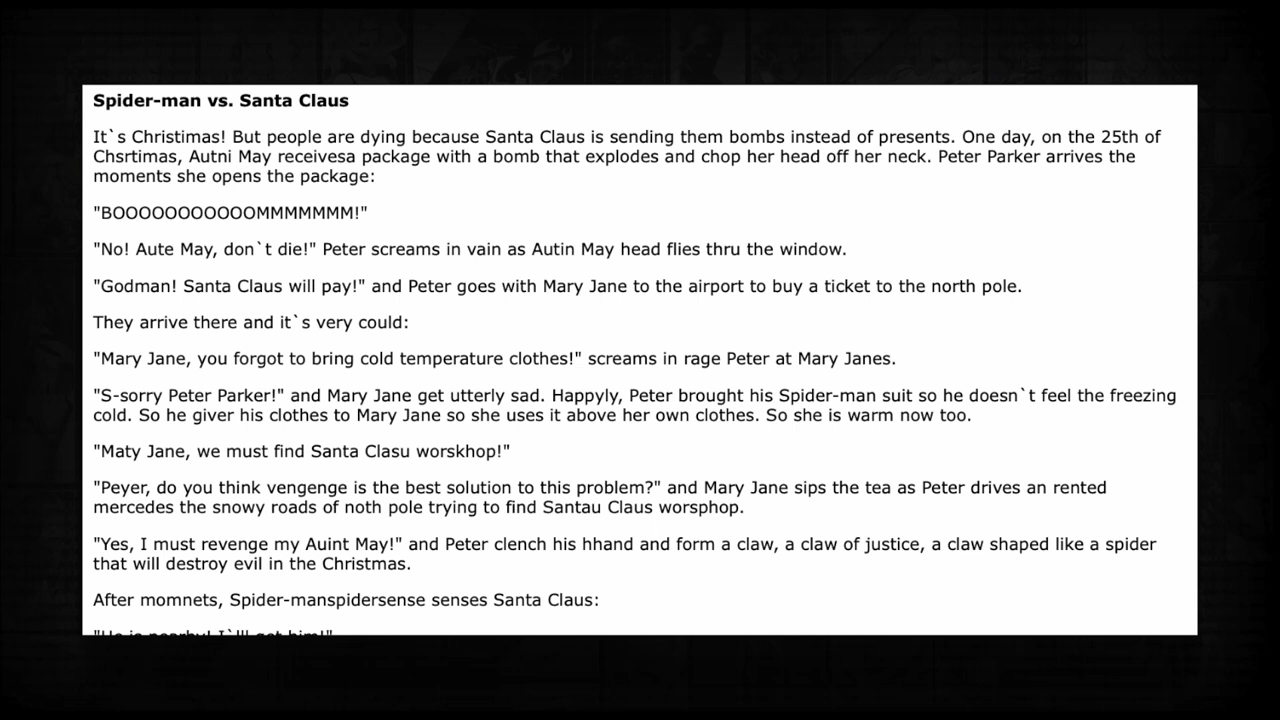 Spider-man vs. Santa Claus
It`s Christimas! But people are dying because Santa Claus is sending them bombs instead of presents. One day, on the 25th of
Chsrtimas, Autni May receivesa package with a bomb that explodes and chop her head off her neck. Peter Parker arrives the
moments she opens the package:
"BOOOOOOOOOOOMMMMMMM!"
"No! Aute May, don`t die!" Peter screams in vain as Autin May head flies thru the window.
"Godman! Santa Claus will pay!" and Peter goes with Mary Jane to the airport to buy a ticket to the north pole.
They arrive there and it`s very could:
"Mary Jane, you forgot to bring cold temperature clothes!" screams in rage Peter at Mary Janes.
"S-sorry Peter Parker!" and Mary Jane get utterly sad. Happyly, Peter brought his Spider-man suit so he doesn`t feel the freezing
cold. So he giver his clothes to Mary Jane so she uses it above her own clothes. So she is warm now too.
"Maty Jane, we must find Santa Clasu worskhop!"
"Peyer, do you think vengenge is the best solution to this problem?" and Mary Jane sips the tea as Peter drives an rented
mercedes the snowy roads of noth pole trying to find Santau Claus worsphop.
"Yes, I must revenge my Auint May!" and Peter clench his hhand and form a claw, a claw of justice, a claw shaped like a spider
that will destroy evil in the Christmas.
After momnets, Spider-manspidersense senses Santa Claus:
"He is nearby! I`lll get him!"